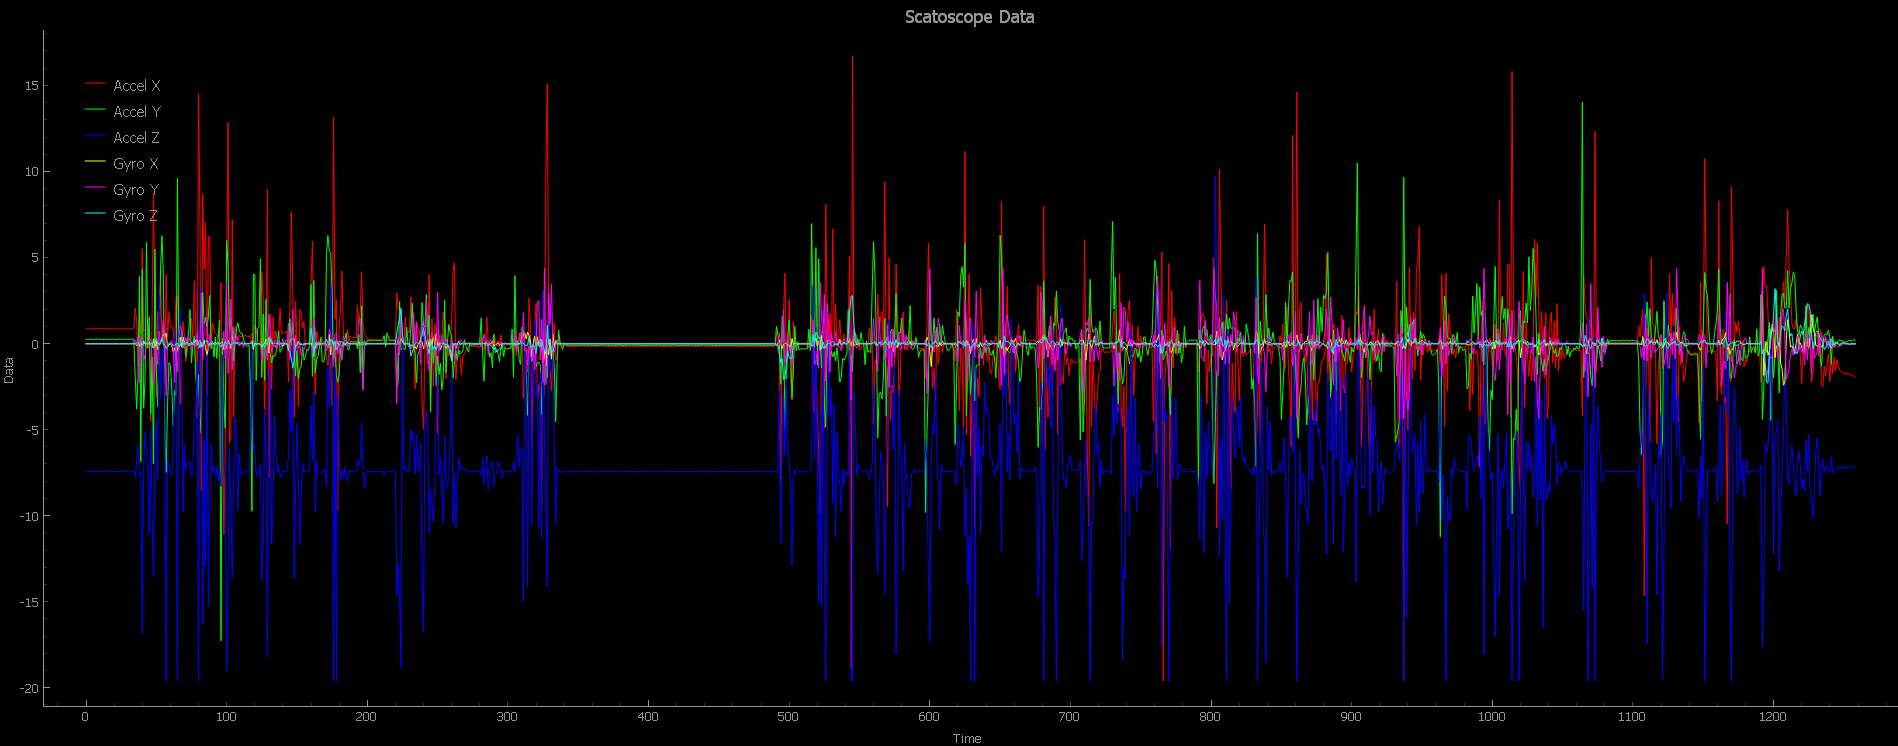 Scatoscope Data
15
10
5
0
-5
-10
-15
-20
Data
Accel X
Accel Y
Accel Z
Gyro X
Gyro Y
Gyro Z
0 100 200 300 400 500 600 700 800 900 1000 1100 1200
Time